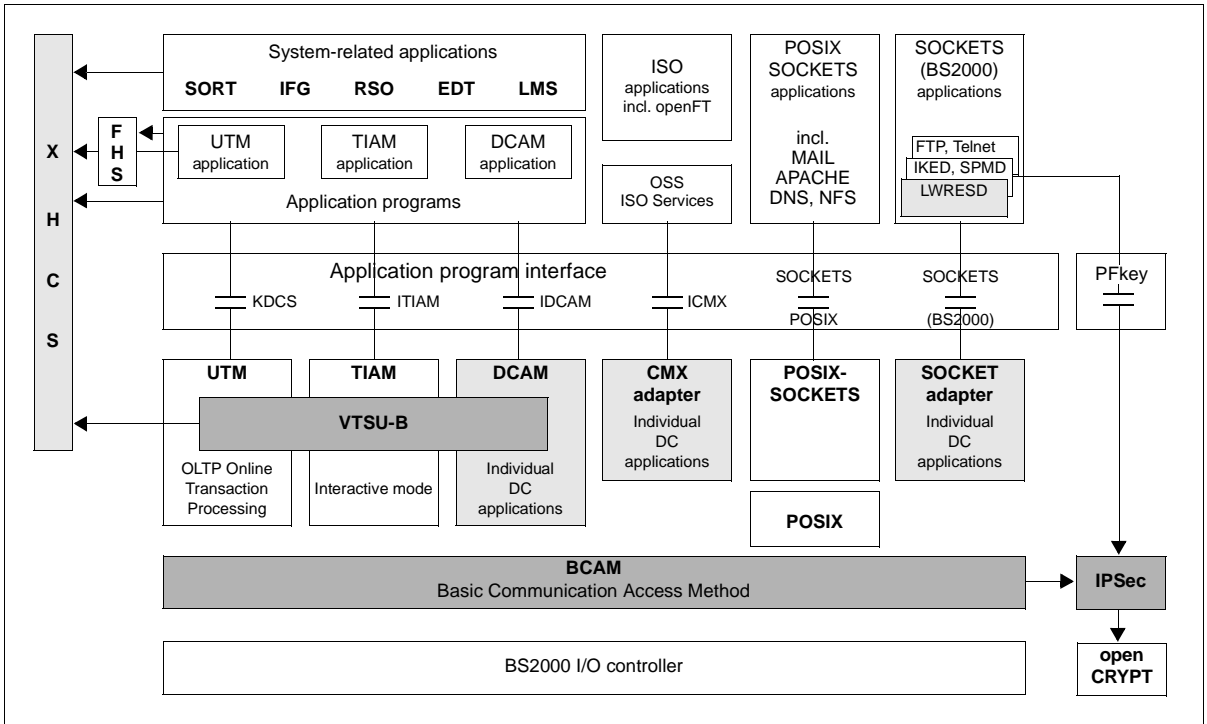 System-related applications
SORT IFG RSO EDT LMS
ISO
applications
incl. openFT
POSIX
SOCKETS
applications
incl.
MAIL
APACHE
DNS, NFS
SOCKETS
(BS2000)
applications
FTP, Telnet
IKED, SPMD
LWRESD
X
H
C
S
F
H
S
UTM
application
TIAM
application
DCAM
application
Application programs
OSS
ISO Services
Application program interface
KDCS
ITIAM
IDCAM
ICMX
SOCKETS
POSIX
SOCKETS
(BS2000)
PFkey
UTM
TIAM
DCAM
VTSU-B
OLTP Online
Transaction
Processing
Interactive mode
Individual
DC
applications
CMX
adapter
Individual
DC
applications
POSIX-
SOCKETS
POSIX
SOCKET
adapter
Individual
DC
applications
BCAM
Basic Communication Access Method
IPSec
BS2000 I/O controller
open
CRYPT